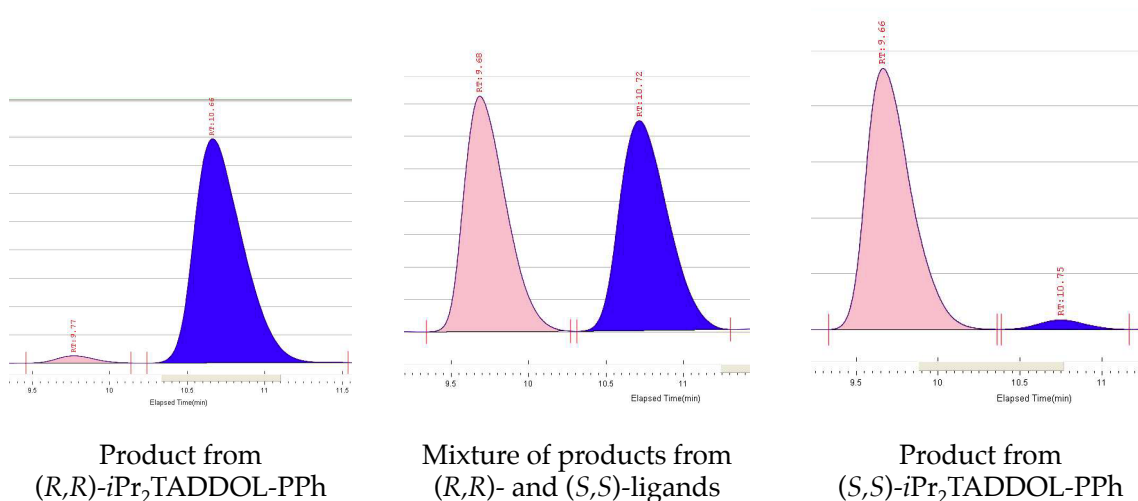 RT:10.66
RT:9.77
9.5 10 10.5 11 11.5
Elapsed Time(min)
Product from
(R,R)-iPr₂TADDOL-PPh
RT:9.68
RT:10.72
9.5 10 10.5 11
Elapsed Time(min)
Mixture of products from
(R,R)- and (S,S)-ligands
RT:9.66
RT:10.75
9.5 10 10.5 11
Elapsed Time(min)
Product from
(S,S)-iPr₂TADDOL-PPh